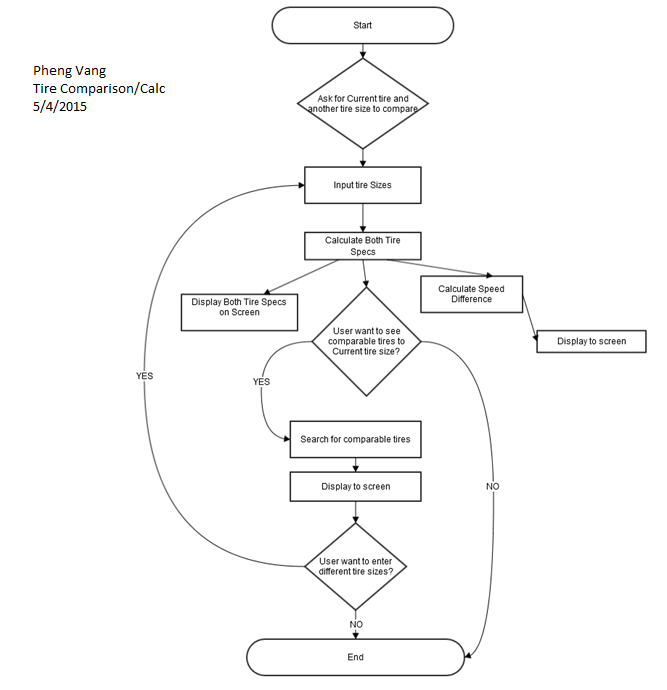 Start
Pheng Vang
Tire Comparison/Calc
5/4/2015
Ask for Current tire and
another tire size to compare
Input tire Sizes
Calculate Both Tire
Specs
Display Both Tire Specs
on Screen
Calculate Speed
Difference
User want to see
comparable tires to
Current tire size?
Display to screen
YES
YES
Search for comparable tires
Display to screen
NO
User want to enter
different tire sizes?
NO
End